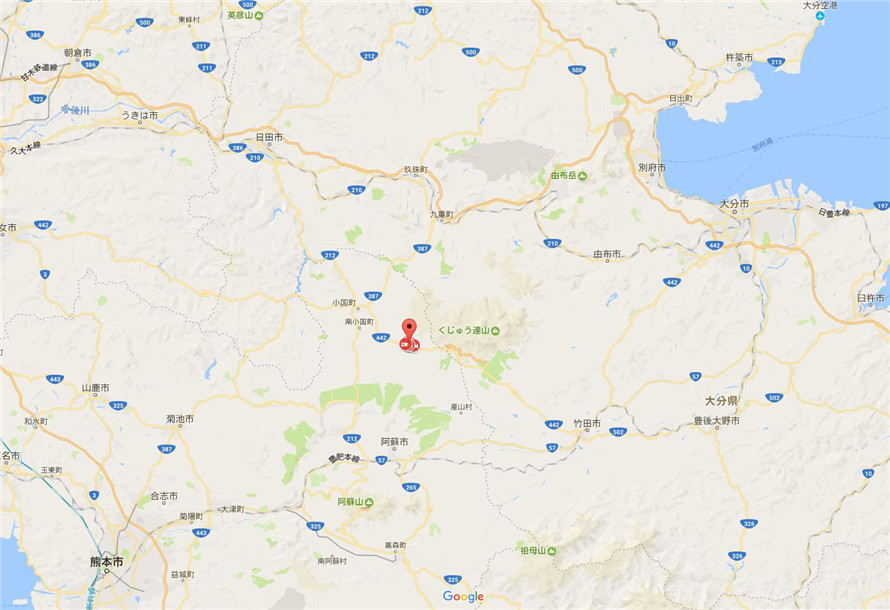 大分空港
英彦山
212
東峰村
500
500
386
211
212
500
10
朝倉市
386
211
500
213
杵築市
甘木鉄道線
322
日出町
うきは市
日田市
久大本線
386
210
玖珠町
由布岳
別府市
別府湾
210
大分市
197
九重町
日豊本線
女市
442
212
387
210
由布市
442
10
442
3
小国町
387
臼杵市
南小国町
442
くじゅう連山
443
57
山鹿市
325
502
大分県
産山村
和水町
菊池市
442
竹田市
502
豊後大野市
212
阿蘇市
387
57
名市
豊肥本線
57
玉東町
10
合志市
3
265
阿蘇山
菊陽町
大津町
325
326
443
高森町
祖母山
326
熊本市
南阿蘇村
益城町
325
新幹線
Google